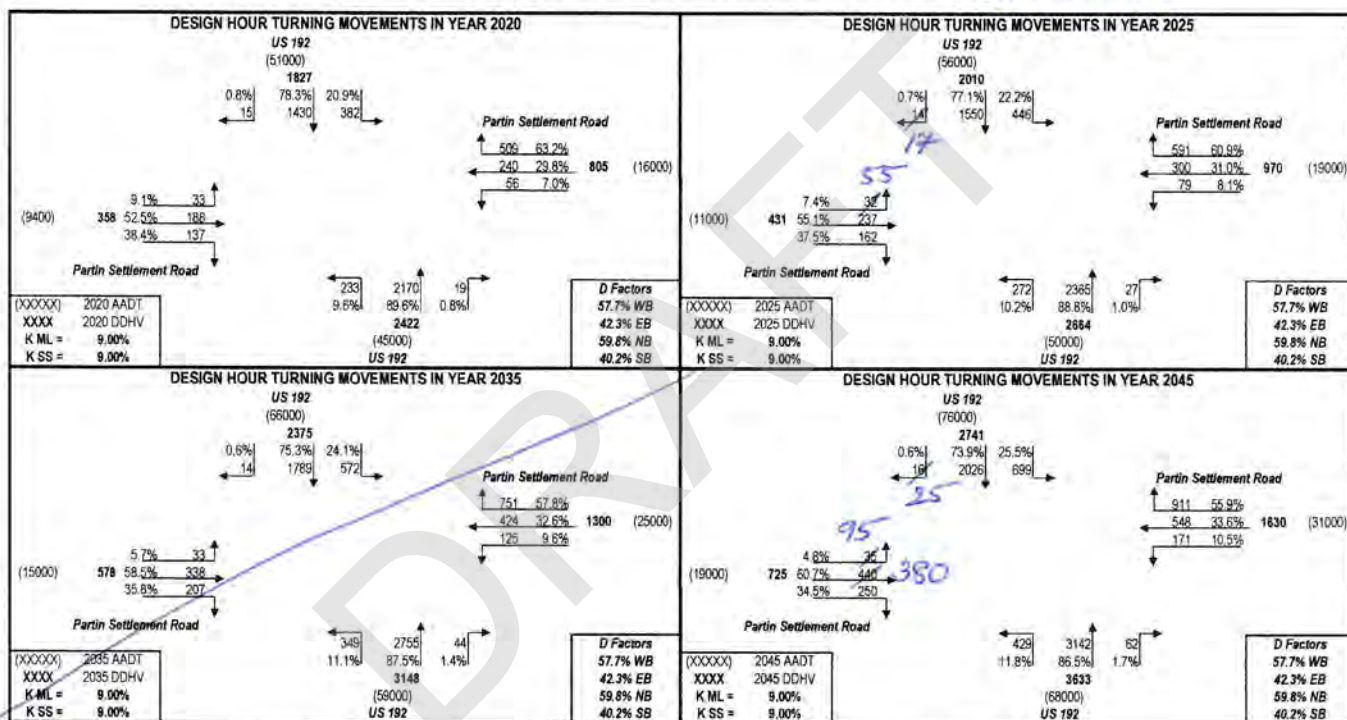 DESIGN HOUR TURNING MOVEMENTS IN YEAR 2020
US 192
(51000)
1827
0.8% 78.3% 20.9%
15 1430 382
Partin Settlement Road
509 63.2%
240 29.8% 805 (16000)
56 7.0%
9.1% 33
(9400) 358 52.5% 188
38.4% 137
Partin Settlement Road
233 2170 19
9.6% 89.6% 0.8%
2422
(45000)
US 192
(XXXXX) 2020 AADT
XXXX 2020 DDHV
K ML = 9.00%
K SS = 9.00%
D Factors
57.7% WB
42.3% EB
59.8% NB
40.2% SB
DESIGN HOUR TURNING MOVEMENTS IN YEAR 2025
US 192
(56000)
2010
0.7% 77.1% 22.2%
14 1550 446
17
Partin Settlement Road
591 60.9%
300 31.0% 970 (19000)
79 8.1%
55
7.4% 32
(11000) 431 55.1% 237
37.5% 162
Partin Settlement Road
272 2365 27
10.2% 88.8% 1.0%
2664
(50000)
US 192
(XXXXX) 2025 AADT
XXXX 2025 DDHV
K ML = 9.00%
K SS = 9.00%
D Factors
57.7% WB
42.3% EB
59.8% NB
40.2% SB
DESIGN HOUR TURNING MOVEMENTS IN YEAR 2035
US 192
(66000)
2375
0.6% 75.3% 24.1%
14 1789 572
Partin Settlement Road
751 57.8%
424 32.6% 1300 (25000)
125 9.6%
5.7% 33
(15000) 578 58.5% 338
35.8% 207
Partin Settlement Road
349 2755 44
11.1% 87.5% 1.4%
3148
(59000)
US 192
(XXXXX) 2035 AADT
XXXX 2035 DDHV
K ML = 9.00%
K SS = 9.00%
D Factors
57.7% WB
42.3% EB
59.8% NB
40.2% SB
DESIGN HOUR TURNING MOVEMENTS IN YEAR 2045
US 192
(76000)
2741
0.6% 73.9% 25.5%
16 2026 699
25
Partin Settlement Road
911 55.9%
548 33.6% 1630 (31000)
171 10.5%
95
4.8% 35
(19000) 725 60.7% 440 380
34.5% 250
Partin Settlement Road
429 3142 62
11.8% 86.5% 1.7%
3633
(68000)
US 192
(XXXXX) 2045 AADT
XXXX 2045 DDHV
K ML = 9.00%
K SS = 9.00%
D Factors
57.7% WB
42.3% EB
59.8% NB
40.2% SB
DRAFT